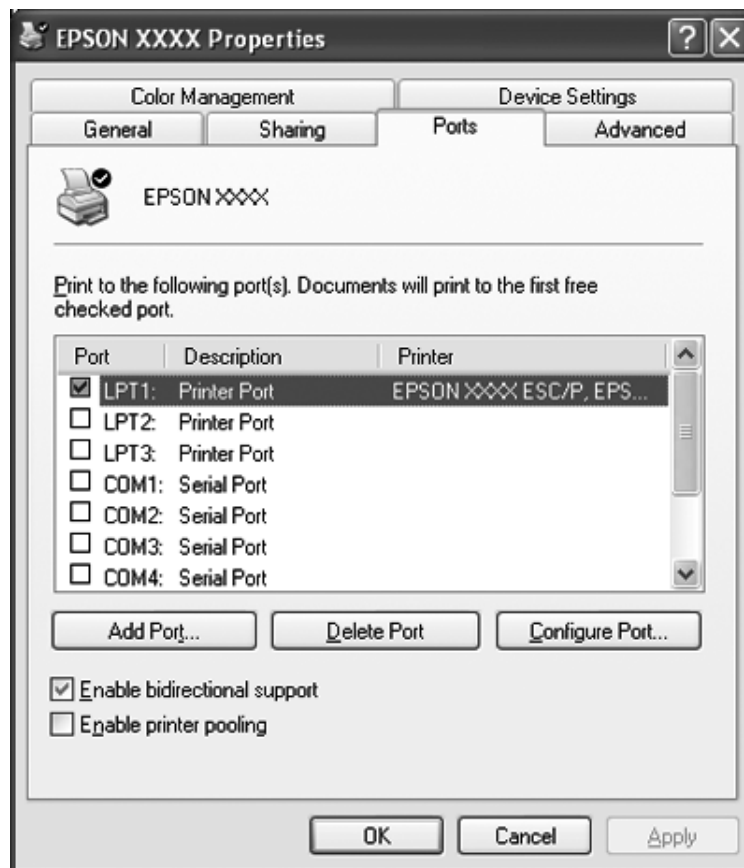 EPSON XXXX Properties
Color Management Device Settings
General Sharing Ports Advanced
EPSON XXXX
Print to the following port(s). Documents will print to the first free
checked port.
Port Description Printer
LPT1: Printer Port EPSON XXXX ESC/P, EPS...
LPT2: Printer Port
LPT3: Printer Port
COM1: Serial Port
COM2: Serial Port
COM3: Serial Port
COM4: Serial Port
Add Port... Delete Port Configure Port...
Enable bidirectional support
Enable printer pooling
OK Cancel Apply